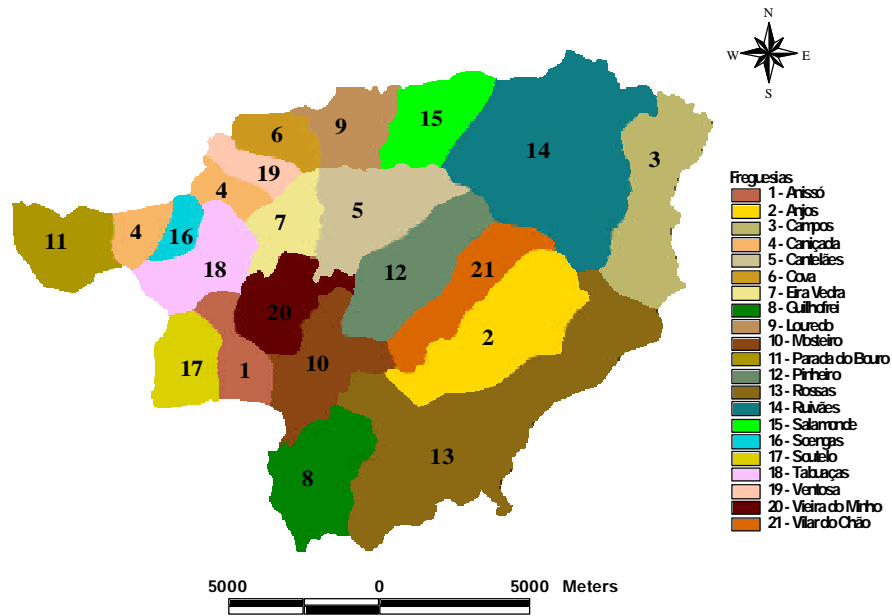 N
W E
S
6
9
15
14
3
19
4
7
5
11
4
16
18
12
21
20
2
17
1
10
8
13
Freguesias
1 - Anissó
2 - Anjos
3 - Campos
4 - Caniçada
5 - Cantelães
6 - Cova
7 - Eira Vedra
8 - Guilhofrei
9 - Louredo
10 - Mosteiro
11 - Parada do Bouro
12 - Pinheiro
13 - Rossas
14 - Ruivães
15 - Salamonde
16 - Soengas
17 - Soutelo
18 - Tabuaças
19 - Ventosa
20 - Vieira do Minho
21 - Vilar do Chão
5000 0 5000 Meters